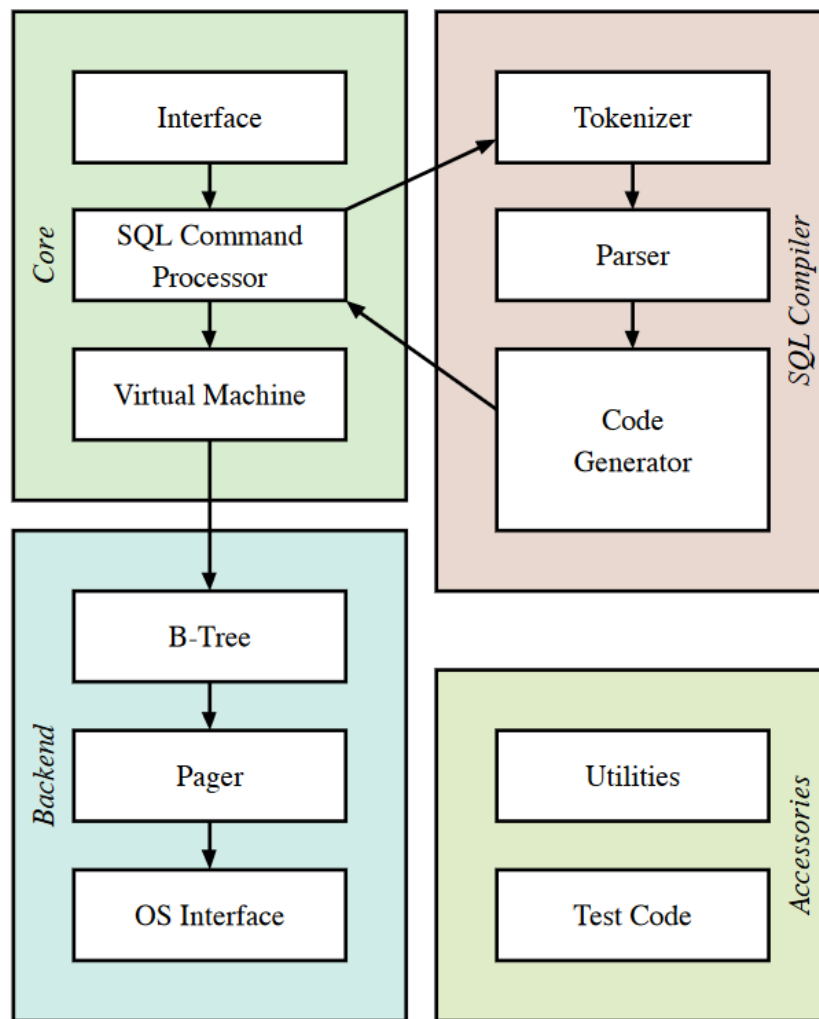 Core
Interface
SQL Command
Processor
Virtual Machine
SQL Compiler
Tokenizer
Parser
Code
Generator
Backend
B-Tree
Pager
OS Interface
Accessories
Utilities
Test Code